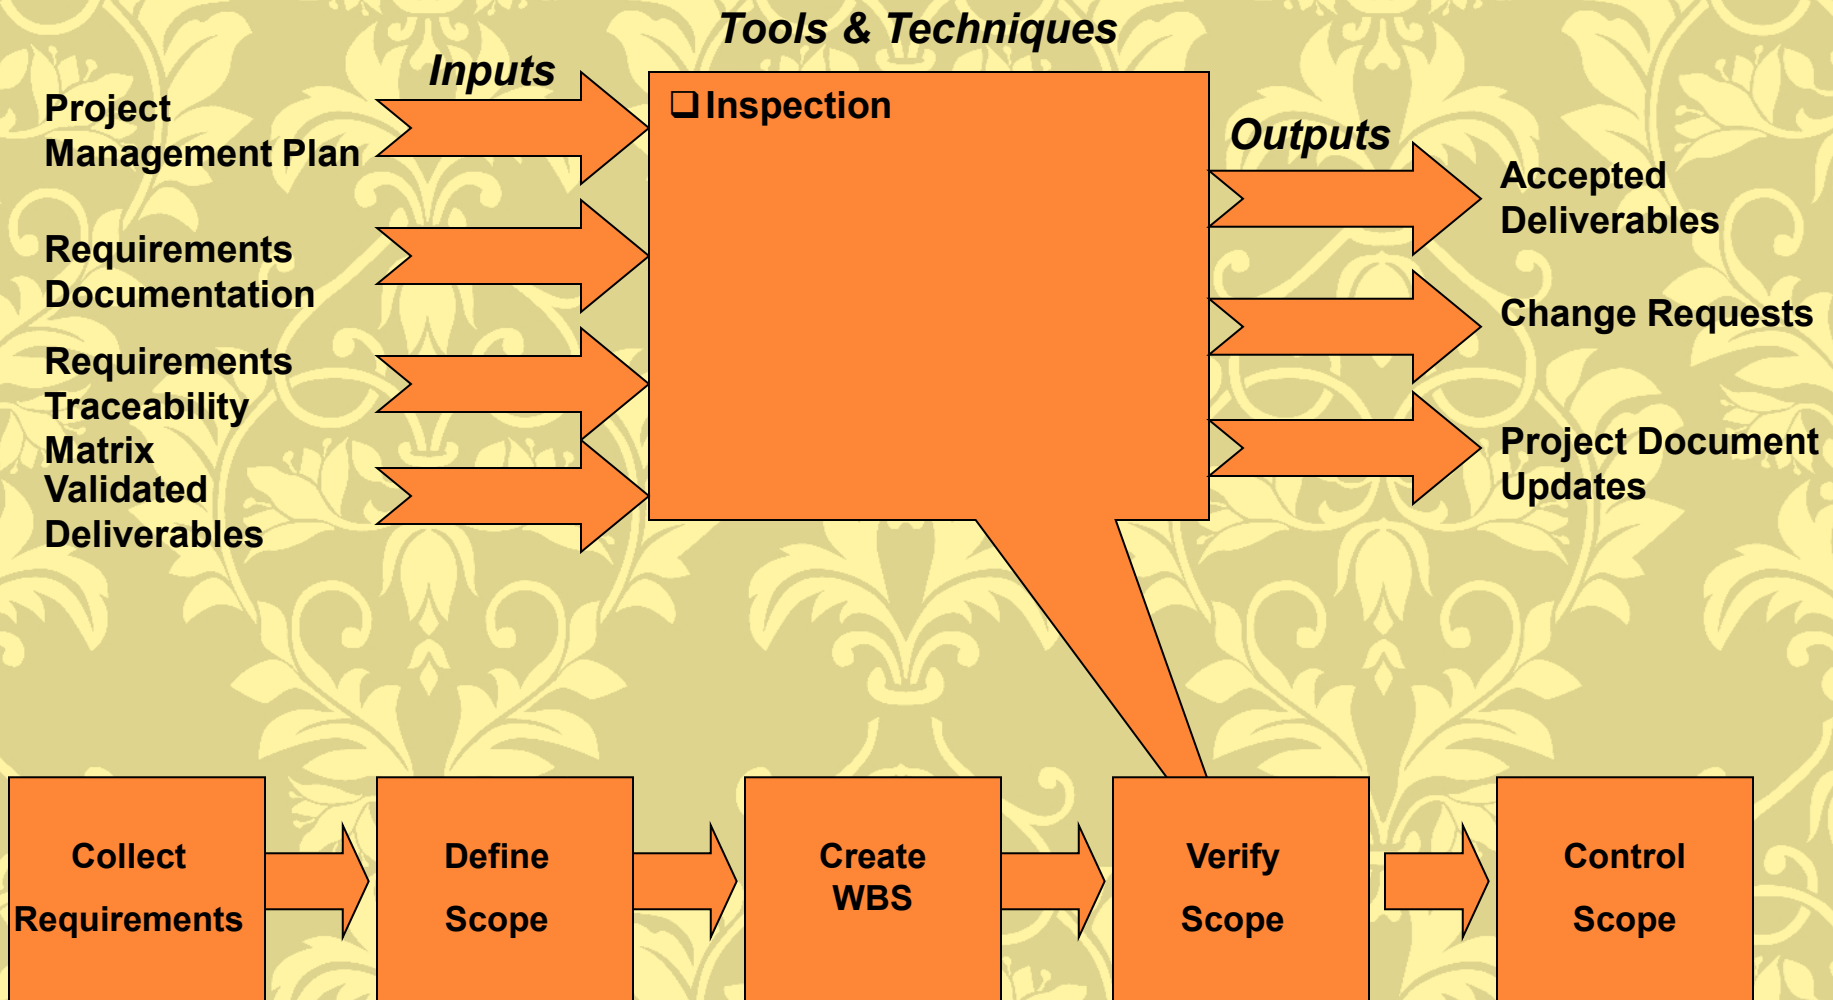 Tools & Techniques
Inputs
Project
Management Plan
Requirements
Documentation
Requirements
Traceability
Matrix
Validated
Deliverables
❑ Inspection
Outputs
Accepted
Deliverables
Change Requests
Project Document
Updates
Collect
Requirements
Define
Scope
Create
WBS
Verify
Scope
Control
Scope